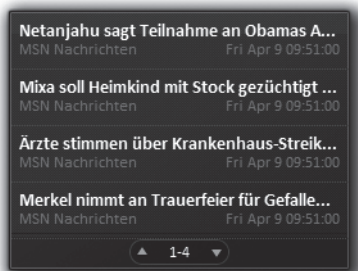 Netanjahu sagt Teilnahme an Obamas A...
MSN Nachrichten Fri Apr 9 09:51:00
Mixa soll Heimkind mit Stock gezüchtigt ...
MSN Nachrichten Fri Apr 9 09:51:00
Ärzte stimmen über Krankenhaus-Streik...
MSN Nachrichten Fri Apr 9 09:51:00
Merkel nimmt an Trauerfeier für Gefalle...
MSN Nachrichten Fri Apr 9 09:51:00
1-4